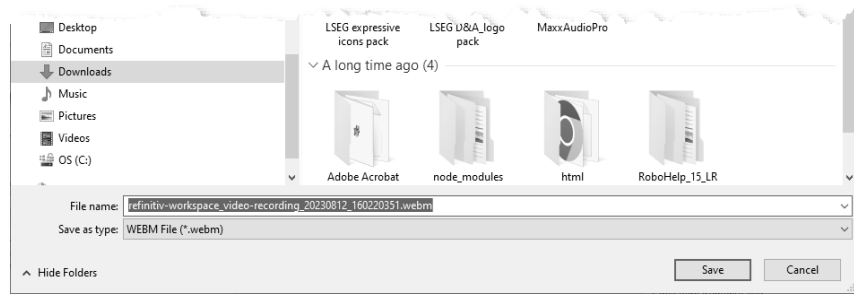 Desktop
Documents
Downloads
Music
Pictures
Videos
OS (C:)
LSEG expressive icons pack
LSEG D&A_logo pack
MaxxAudioPro
A long time ago (4)
Adobe Acrobat
node_modules
html
RoboHelp_15_LR
File name: refinitiv-workspace_video-recording_20230812_160220351.webm
Save as type: WEBM File (*.webm)
Hide Folders
Save
Cancel